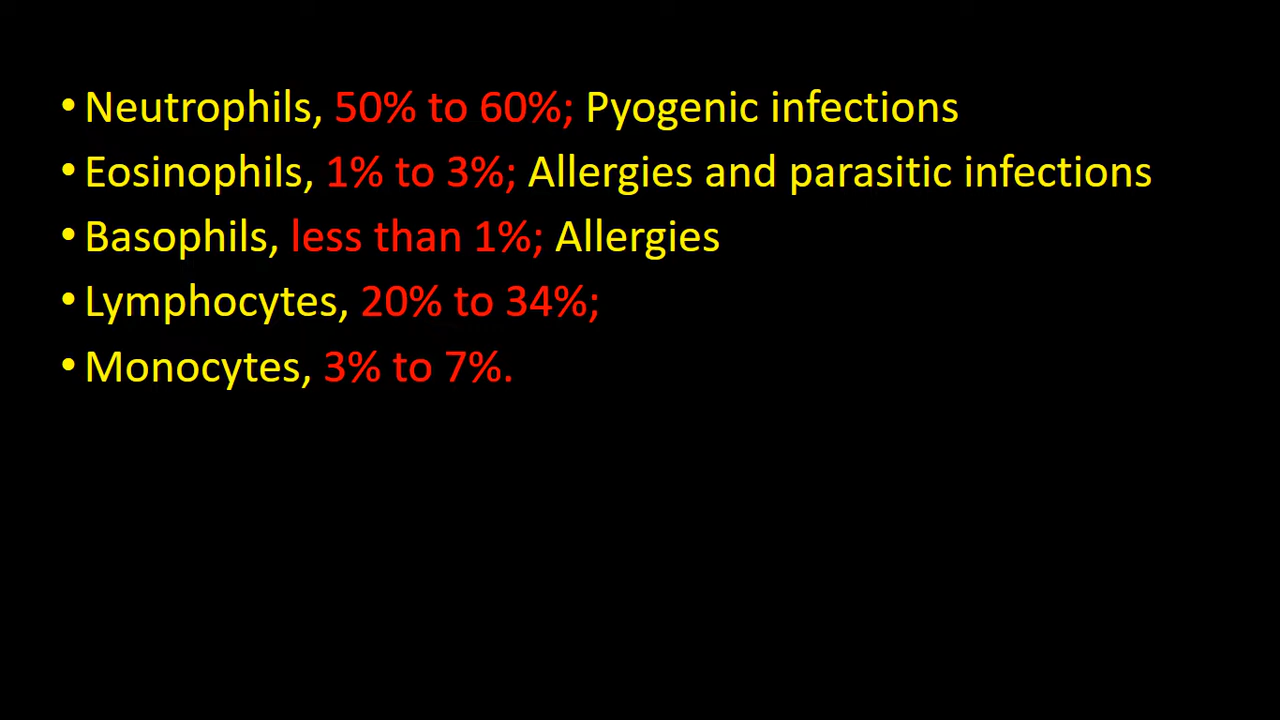 • Neutrophils, 50% to 60%; Pyogenic infections
• Eosinophils, 1% to 3%; Allergies and parasitic infections
• Basophils, less than 1%; Allergies
• Lymphocytes, 20% to 34%;
• Monocytes, 3% to 7%.